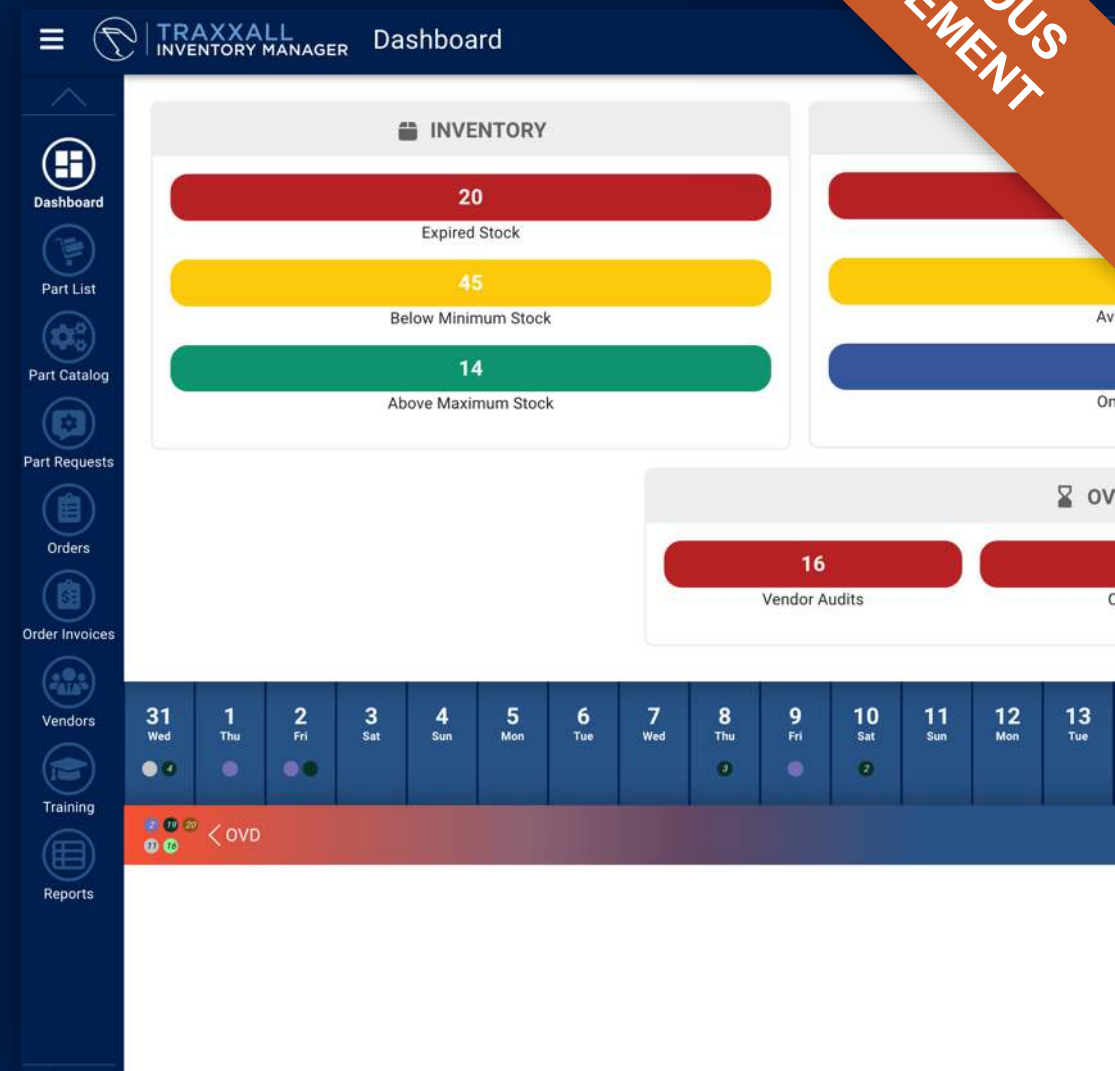 TRAXXALL
INVENTORY MANAGER
Dashboard
OUS
EMENT
Dashboard
Part List
Part Catalog
Part Requests
Orders
Order Invoices
Vendors
Training
Reports
INVENTORY
20
Expired Stock
45
Below Minimum Stock
14
Above Maximum Stock
Av
On
OV
16
Vendor Audits
31 1 2 3 4 5 6 7 8 9 10 11 12 13
Wed Thu Fri Sat Sun Mon Tue Wed Thu Fri Sat Sun Mon Tue
4 3 2
2 19 20
11 16
< OVD